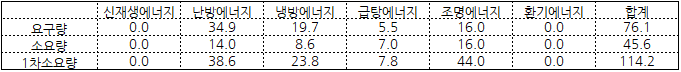 신재생에너지 난방에너지 냉방에너지 급탕에너지 조명에너지 환기에너지 합계
요구량 0.0 34.9 19.7 5.5 16.0 0.0 76.1
소요량 0.0 14.0 8.6 7.0 16.0 0.0 45.6
1차소요량 0.0 38.6 23.8 7.8 44.0 0.0 114.2